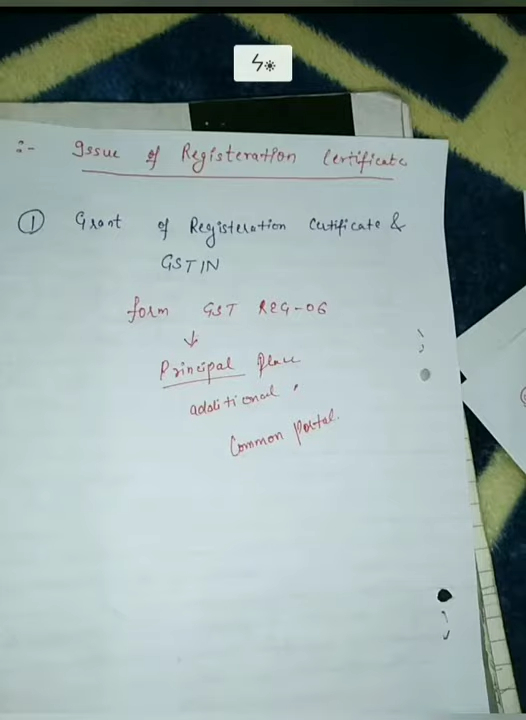 :- Issue of Registeration Certificate
① Grant of Registeration Certificate &
GSTIN
form GST REG-06
↓
Principal place
additional "
Common Portal.